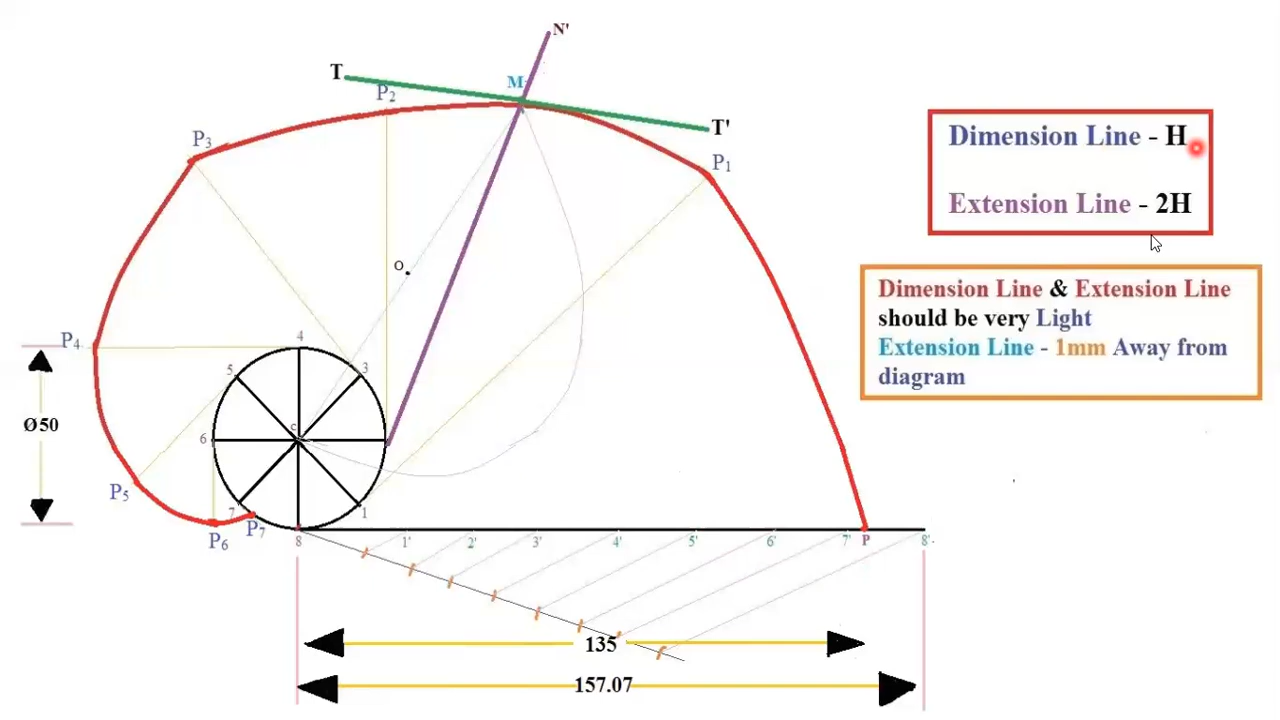 N'
T
M
P2
T'
P3
P1
Dimension Line - H
Extension Line - 2H
O
Dimension Line & Extension Line
should be very Light
Extension Line - 1mm Away from
diagram
P4
4
5
3
Ø50
C
6
P5
7
1
P6
P7
8
1'
2'
3'
4'
5'
6'
7'
P
8'
135
157.07